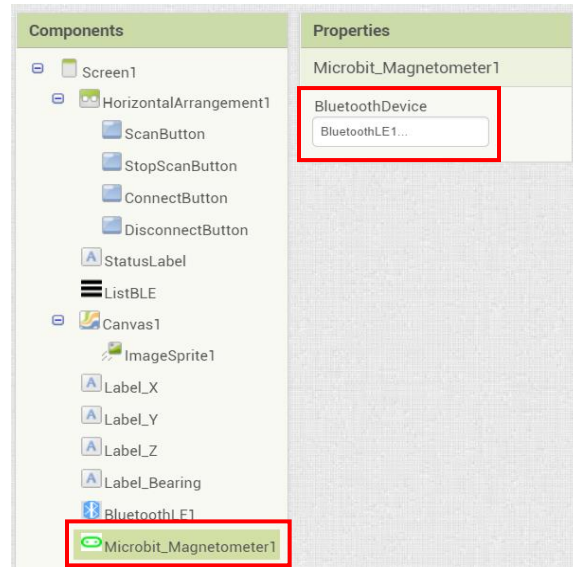 Components
Screen1
HorizontalArrangement1
ScanButton
StopScanButton
ConnectButton
DisconnectButton
A StatusLabel
ListBLE
Canvas1
ImageSprite1
A Label_X
A Label_Y
A Label_Z
A Label_Bearing
BluetoothLE1
Microbit_Magnetometer1
Properties
Microbit_Magnetometer1
BluetoothDevice
BluetoothLE1...